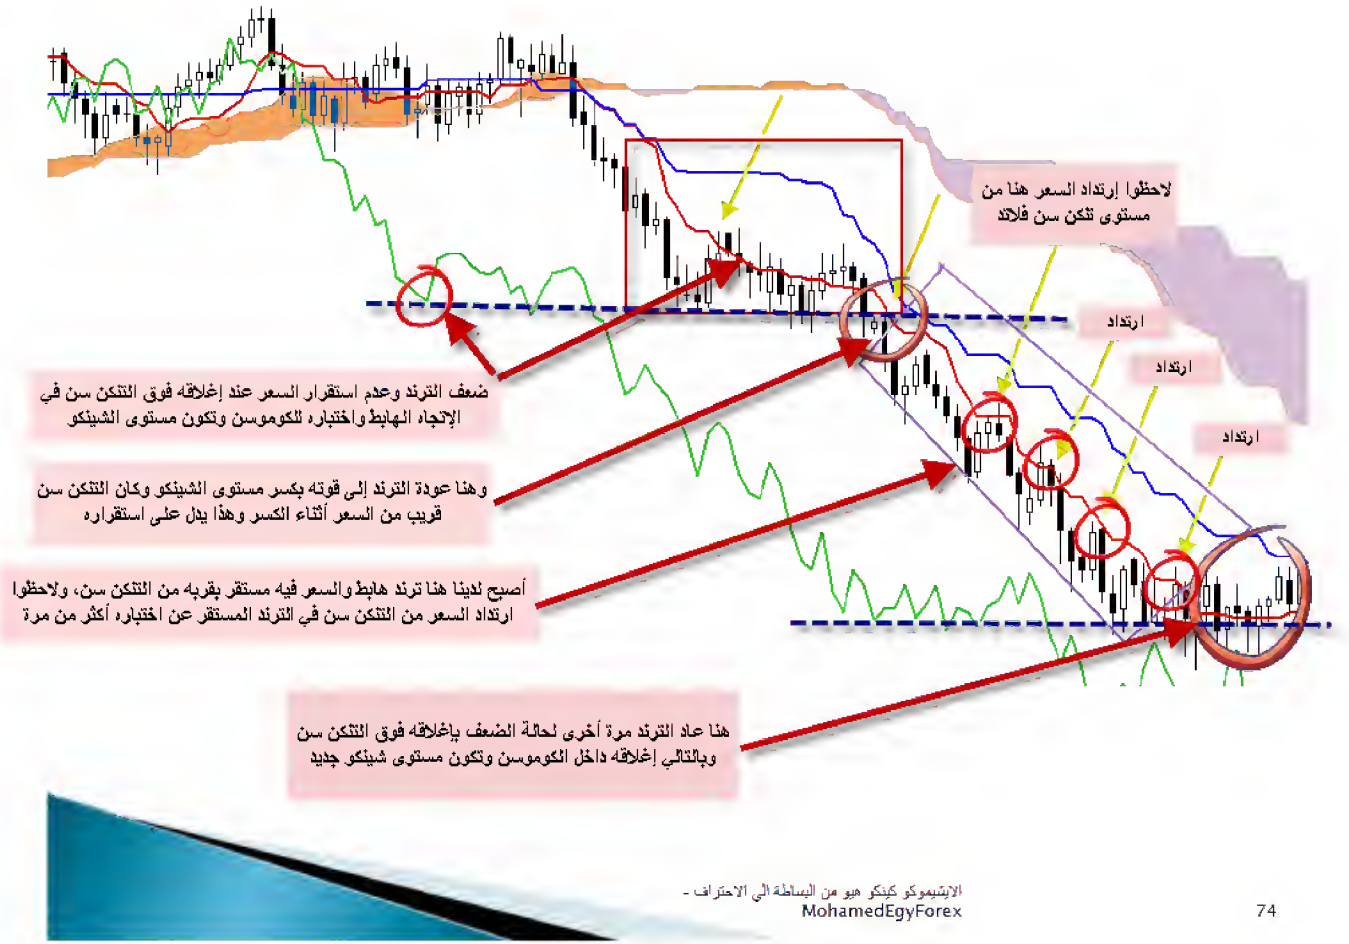 لاحظوا إرتداد السعر هنا من
مستوى تنكن سن فلاتد
ارتداد
ارتداد
ارتداد
ضعف الترند وعدم استقرار السعر عند إغلاقه فوق التنكن سن في
الإتجاه الهابط واختباره للكوموسن وتكون مستوى الشينكو
وهنا عودة الترند إلى قوته بكسر مستوى الشينكو وكان التنكن سن
قريب من السعر أثناء الكسر وهذا يدل على استقراره
أصبح لدينا هنا ترند هابط والسعر فيه مستقر بقربه من التنكن سن، ولاحظوا
ارتداد السعر من التنكن سن في الترند المستقر عن اختباره أكثر من مرة
هنا عاد الترند مرة أخرى لحالة الضعف بإغلاقه فوق التنكن سن
وبالتالي إغلاقه داخل الكوموسن وتكون مستوى شينكو جديد
الايشيموكو كينكو هيو من البساطة الي الاحتراف -
MohamedEgyForex
74